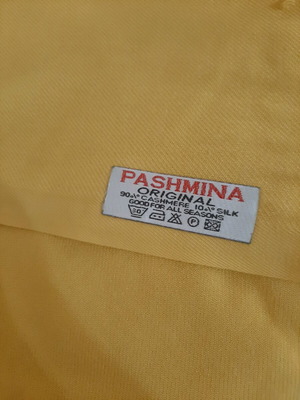 PASHMINA
ORIGINAL
90% CASHMERE 10% SILK
GOOD FOR ALL SEASONS
P